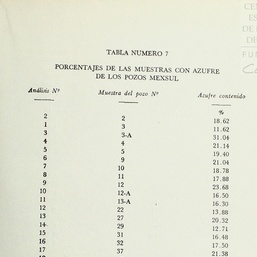 TABLA NUMERO 7
PORCENTAJES DE LAS MUESTRAS CON AZUFRE
DE LOS POZOS MEXSUL
Análisis Nº Muestra del pozo Nº Azufre contenido
%
2 2 18.62
1 3 11.62
3 3-A 31.04
4 4 21.14
5 5 19.40
6 9 21.04
7 10 18.78
8 11 17.88
9 12 23.68
10 12-A 16.50
11 13-A 16.30
12 22 13.88
13 27 20.32
14 29 12.71
15 31 16.48
16 32 17.50
18 37 21.38